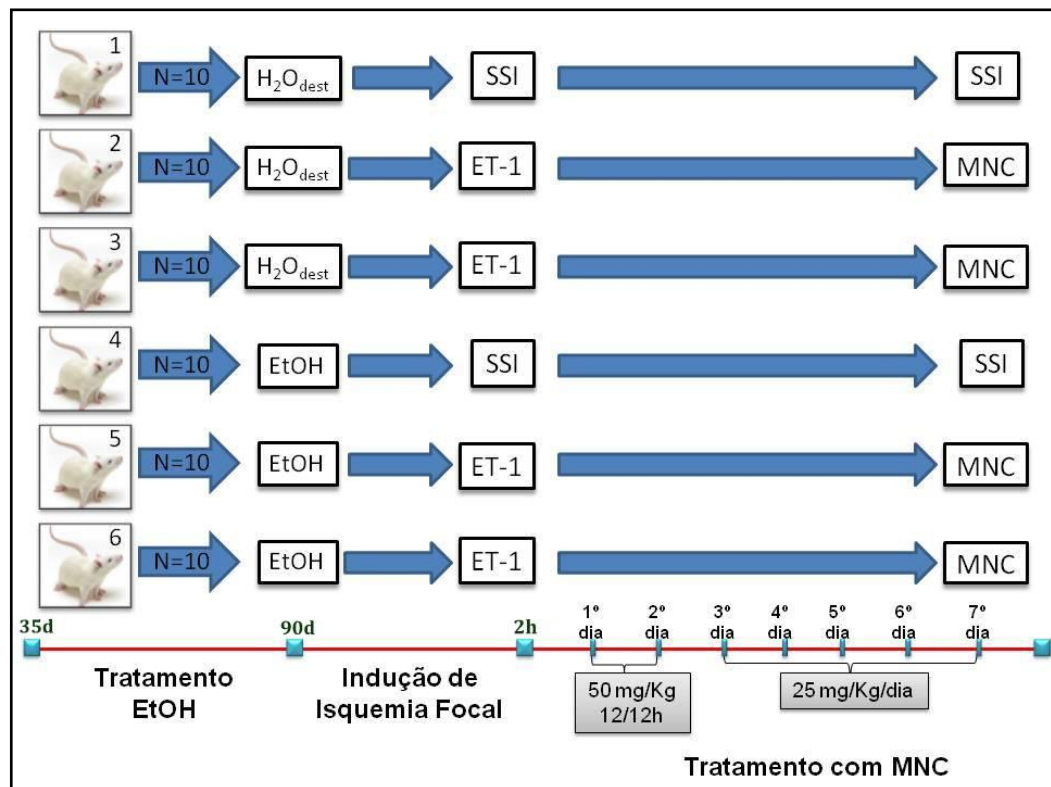 1 N=10 H₂O_dest SSI SSI
2 N=10 H₂O_dest ET-1 MNC
3 N=10 H₂O_dest ET-1 MNC
4 N=10 EtOH SSI SSI
5 N=10 EtOH ET-1 MNC
6 N=10 EtOH ET-1 MNC
35d 90d 2h 1º dia 2º dia 3º dia 4º dia 5º dia 6º dia 7º dia
Tratamento
EtOH
Indução de
Isquemia Focal
50 mg/Kg
12/12h
25 mg/Kg/dia
Tratamento com MNC